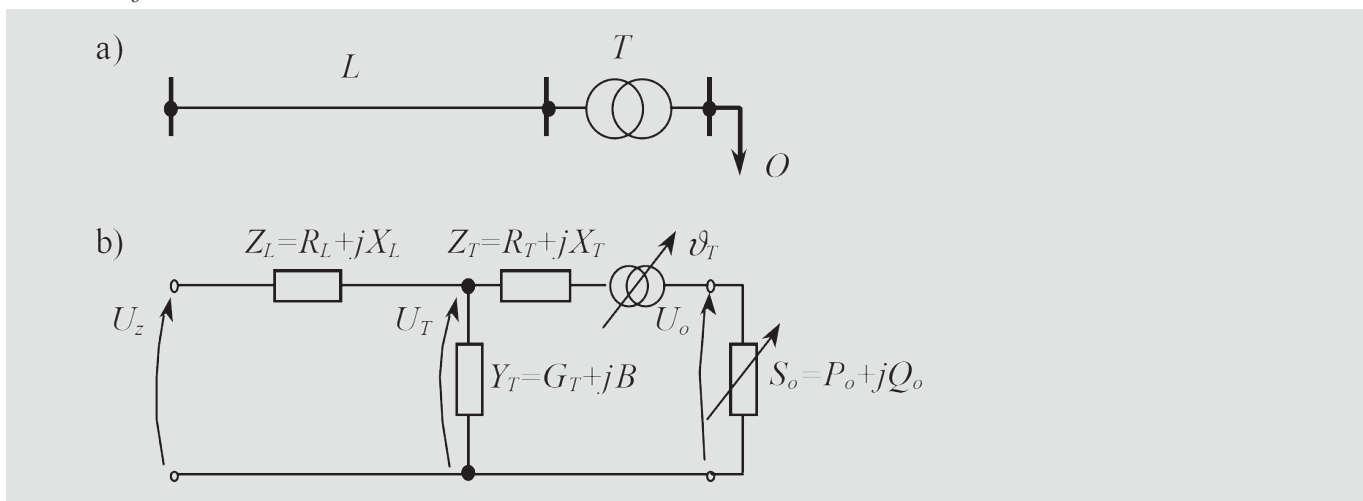 a)
L
T
O
b)
Z_L=R_L+jX_L
Z_T=R_T+jX_T
ϑ_T
U_z
U_T
U_o
Y_T=G_T+jB
S_o=P_o+jQ_o